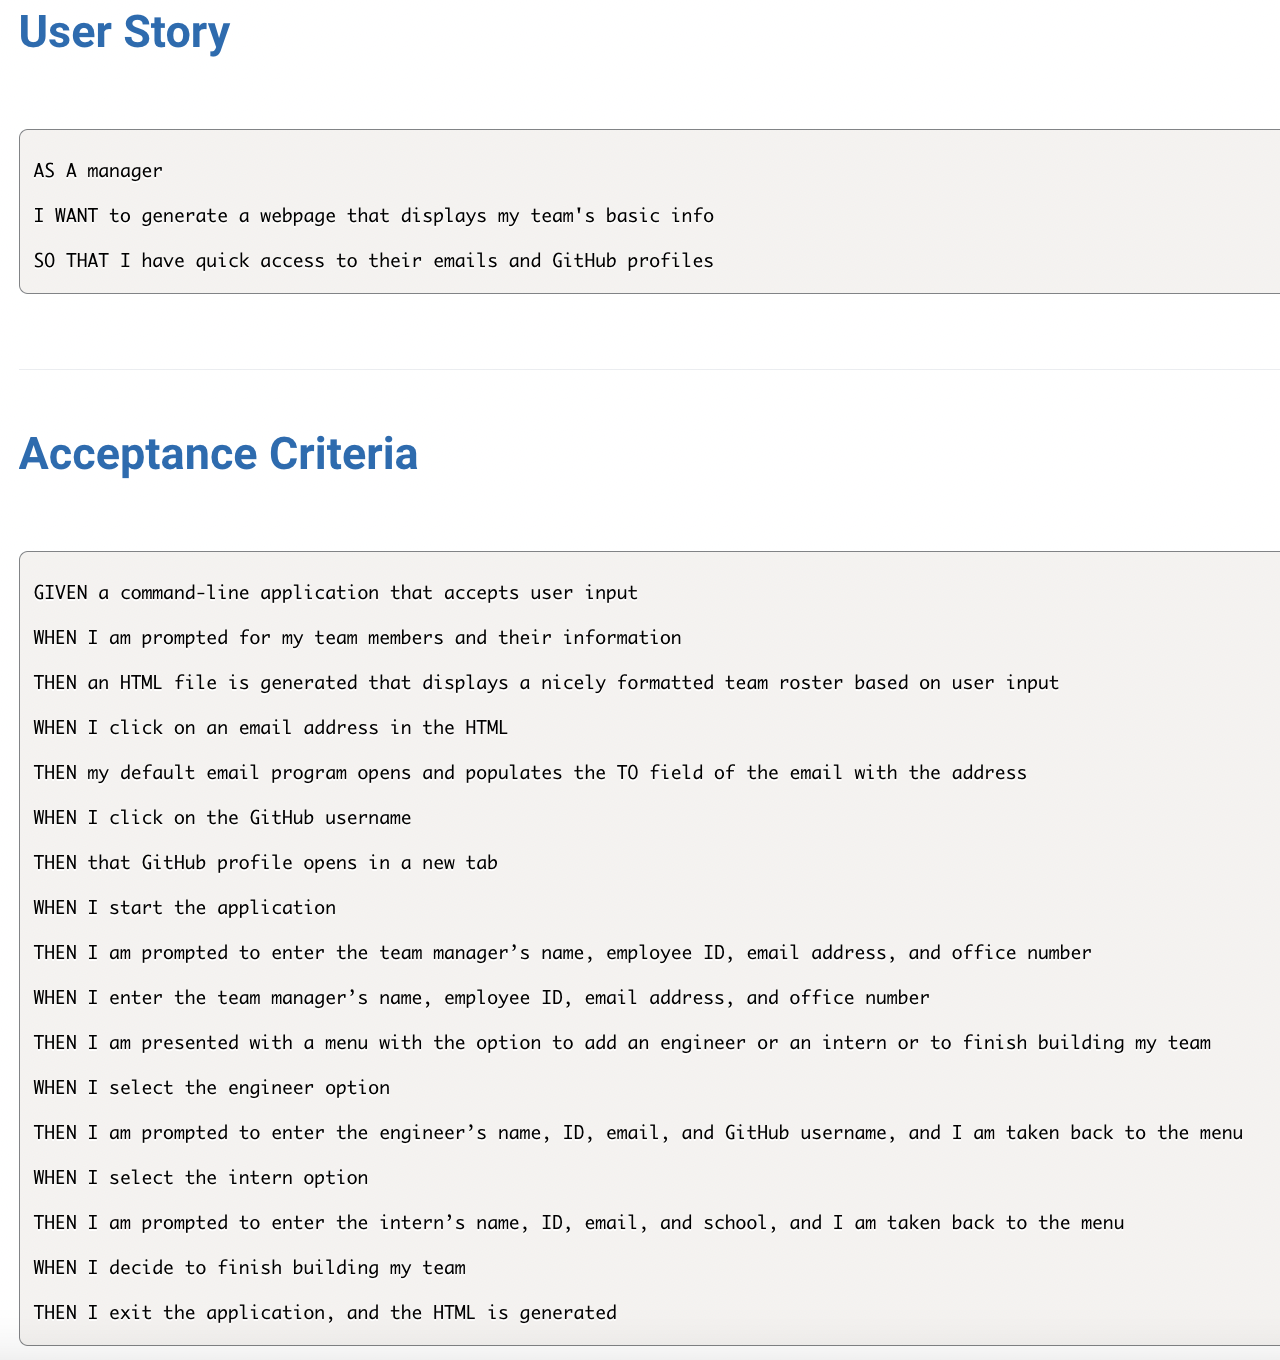 User Story
AS A manager
I WANT to generate a webpage that displays my team's basic info
SO THAT I have quick access to their emails and GitHub profiles
Acceptance Criteria
GIVEN a command-line application that accepts user input
WHEN I am prompted for my team members and their information
THEN an HTML file is generated that displays a nicely formatted team roster based on user input
WHEN I click on an email address in the HTML
THEN my default email program opens and populates the TO field of the email with the address
WHEN I click on the GitHub username
THEN that GitHub profile opens in a new tab
WHEN I start the application
THEN I am prompted to enter the team manager’s name, employee ID, email address, and office number
WHEN I enter the team manager’s name, employee ID, email address, and office number
THEN I am presented with a menu with the option to add an engineer or an intern or to finish building my team
WHEN I select the engineer option
THEN I am prompted to enter the engineer’s name, ID, email, and GitHub username, and I am taken back to the menu
WHEN I select the intern option
THEN I am prompted to enter the intern’s name, ID, email, and school, and I am taken back to the menu
WHEN I decide to finish building my team
THEN I exit the application, and the HTML is generated